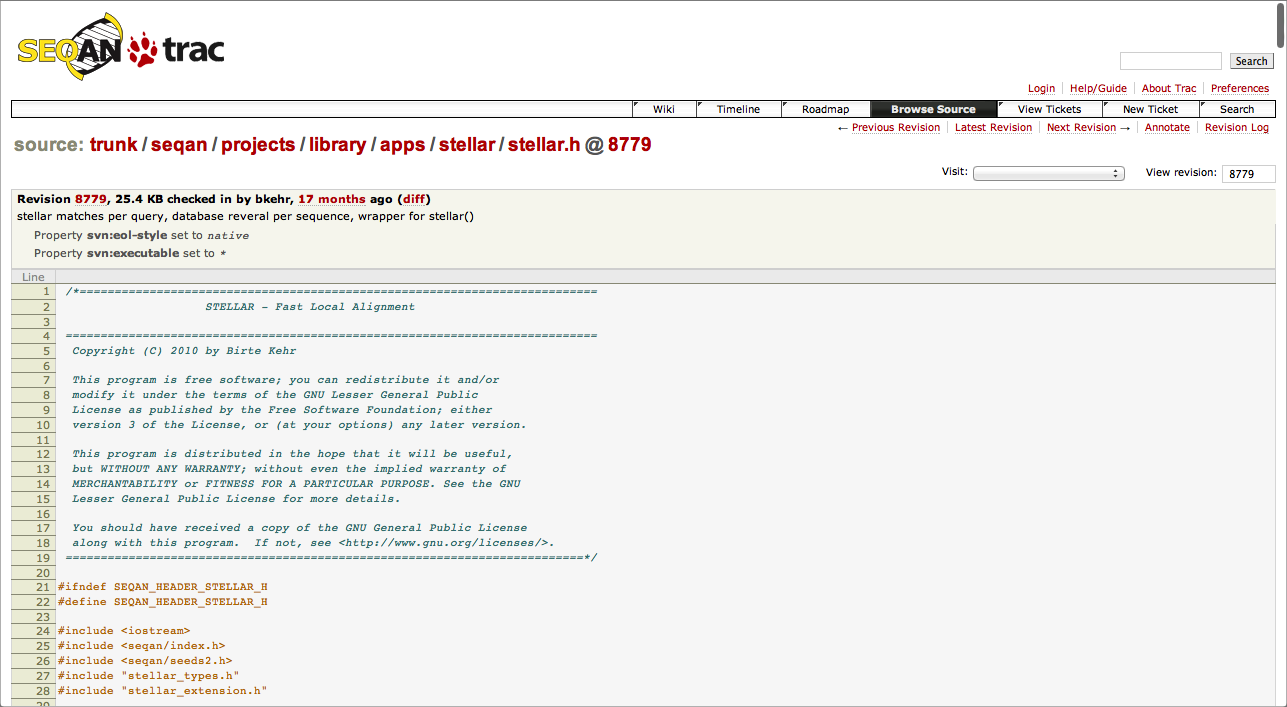 SEQAN trac
Search
Login Help/Guide About Trac Preferences
Wiki Timeline Roadmap Browse Source View Tickets New Ticket Search
← Previous Revision Latest Revision Next Revision → Annotate Revision Log
source: trunk / seqan / projects / library / apps / stellar / stellar.h @ 8779
Visit: View revision: 8779
Revision 8779, 25.4 KB checked in by bkehr, 17 months ago (diff)
stellar matches per query, database reveral per sequence, wrapper for stellar()
Property svn:eol-style set to native
Property svn:executable set to *
Line
1 /*==========================================================================
2 STELLAR - Fast Local Alignment
3
4 ============================================================================
5 Copyright (C) 2010 by Birte Kehr
6
7 This program is free software; you can redistribute it and/or
8 modify it under the terms of the GNU Lesser General Public
9 License as published by the Free Software Foundation; either
10 version 3 of the License, or (at your options) any later version.
11
12 This program is distributed in the hope that it will be useful,
13 but WITHOUT ANY WARRANTY; without even the implied warranty of
14 MERCHANTABILITY or FITNESS FOR A PARTICULAR PURPOSE. See the GNU
15 Lesser General Public License for more details.
16
17 You should have received a copy of the GNU General Public License
18 along with this program.  If not, see <http://www.gnu.org/licenses/>.
19 ==========================================================================*/
20
21 #ifndef SEQAN_HEADER_STELLAR_H
22 #define SEQAN_HEADER_STELLAR_H
23
24 #include <iostream>
25 #include <seqan/index.h>
26 #include <seqan/seeds2.h>
27 #include "stellar_types.h"
28 #include "stellar_extension.h"
29